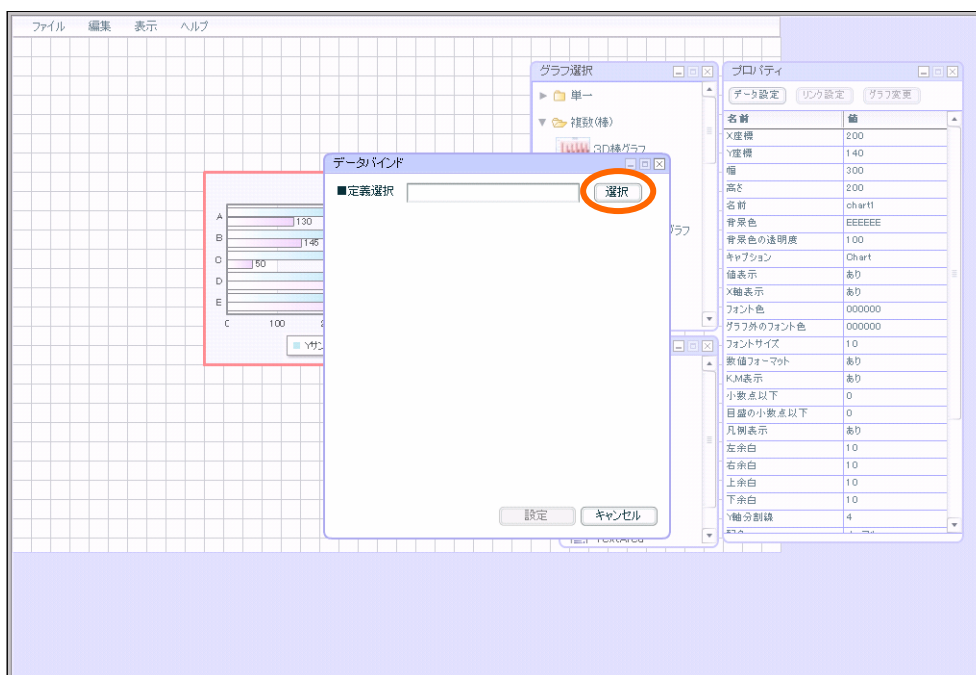 ファイル 編集 表示 ヘルプ
グラフ選択
単一
複数(棒)
3D棒グラフ
データバインド
■定義選択
選択
設定 キャンセル
グラフ
A
B
C
D
E
130
145
50
0 100
TextArea
プロパティ
データ設定 リンク設定 グラフ変更
名前 値
X座標 200
Y座標 140
幅 300
高さ 200
名前 chart1
背景色 EEEEEE
背景色の透明度 100
キャプション Chart
値表示 あり
X軸表示 あり
フォント色 000000
グラフ外のフォント色 000000
フォントサイズ 10
数値フォーマット あり
K,M表示 あり
小数点以下 0
目盛の小数点以下 0
凡例表示 あり
左余白 10
右余白 10
上余白 10
下余白 10
Y軸分割線 4